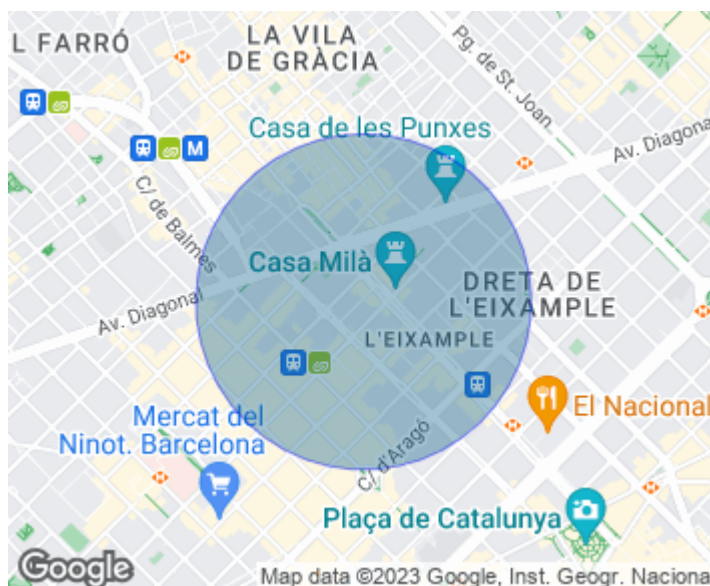 L FARRÓ
LA VILA
DE GRÀCIA
Pg. de St. Joan
Casa de les Punxes
Av. Diagonal
M
C/ de Balmes
Casa Milà
DRETA DE
L'EIXAMPLE
Av. Diagonal
L'EIXAMPLE
Mercat del
Ninot. Barcelona
El Nacional
C/ d'Aragó
Plaça de Catalunya
Google
Map data ©2023 Google, Inst. Geogr. Naciona